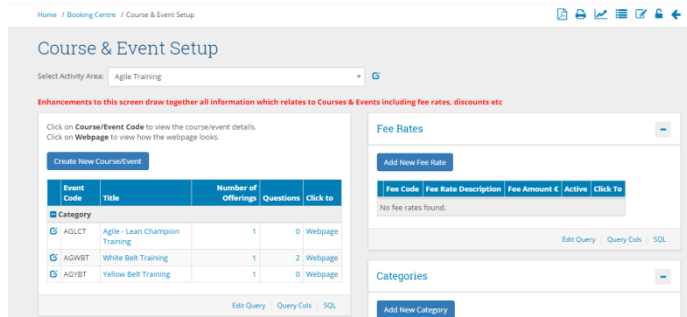 Home / Booking Centre / Course & Event Setup
Course & Event Setup
Select Activity Area: Agile Training
Enhancements to this screen draw together all information which relates to Courses & Events including fee rates, discounts etc
Click on Course/Event Code to view the course/event details.
Click on Webpage to view how the webpage looks.
Create New Course/Event
Event Code Title Number of Offerings Questions Click to
Category
AGLCT Agile - Lean Champion Training 1 0 Webpage
AGWBT White Belt Training 1 2 Webpage
AGYBT Yellow Belt Training 1 0 Webpage
Edit Query | Query Cols | SQL
Fee Rates
Add New Fee Rate
Fee Code Fee Rate Description Fee Amount € Active Click To
No fee rates found.
Edit Query | Query Cols | SQL
Categories
Add New Category